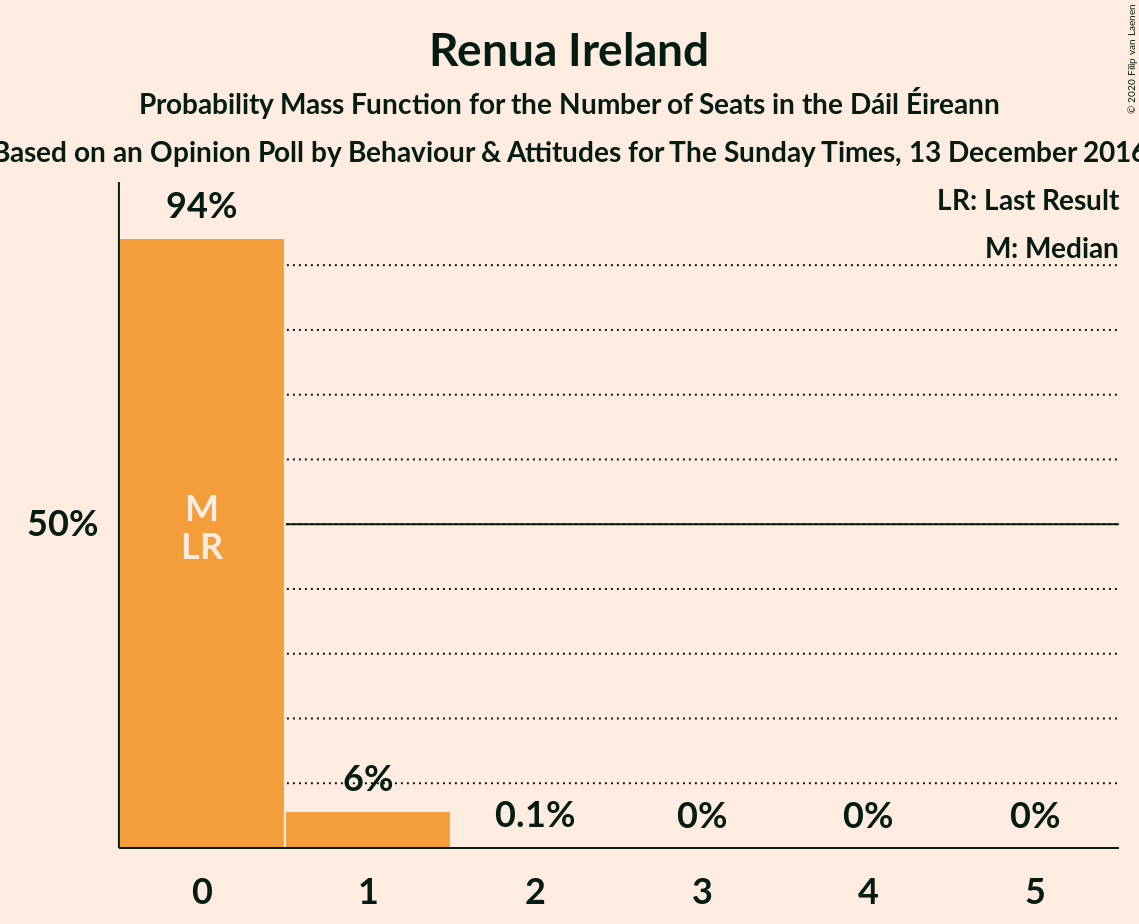 Renua Ireland
Probability Mass Function for the Number of Seats in the Dáil Éireann
Based on an Opinion Poll by Behaviour & Attitudes for The Sunday Times, 13 December 2016
© 2020 Filip van Laenen
LR: Last Result
M: Median
94%
50%
M
LR
6%
0.1%
0%
0%
0%
0
1
2
3
4
5